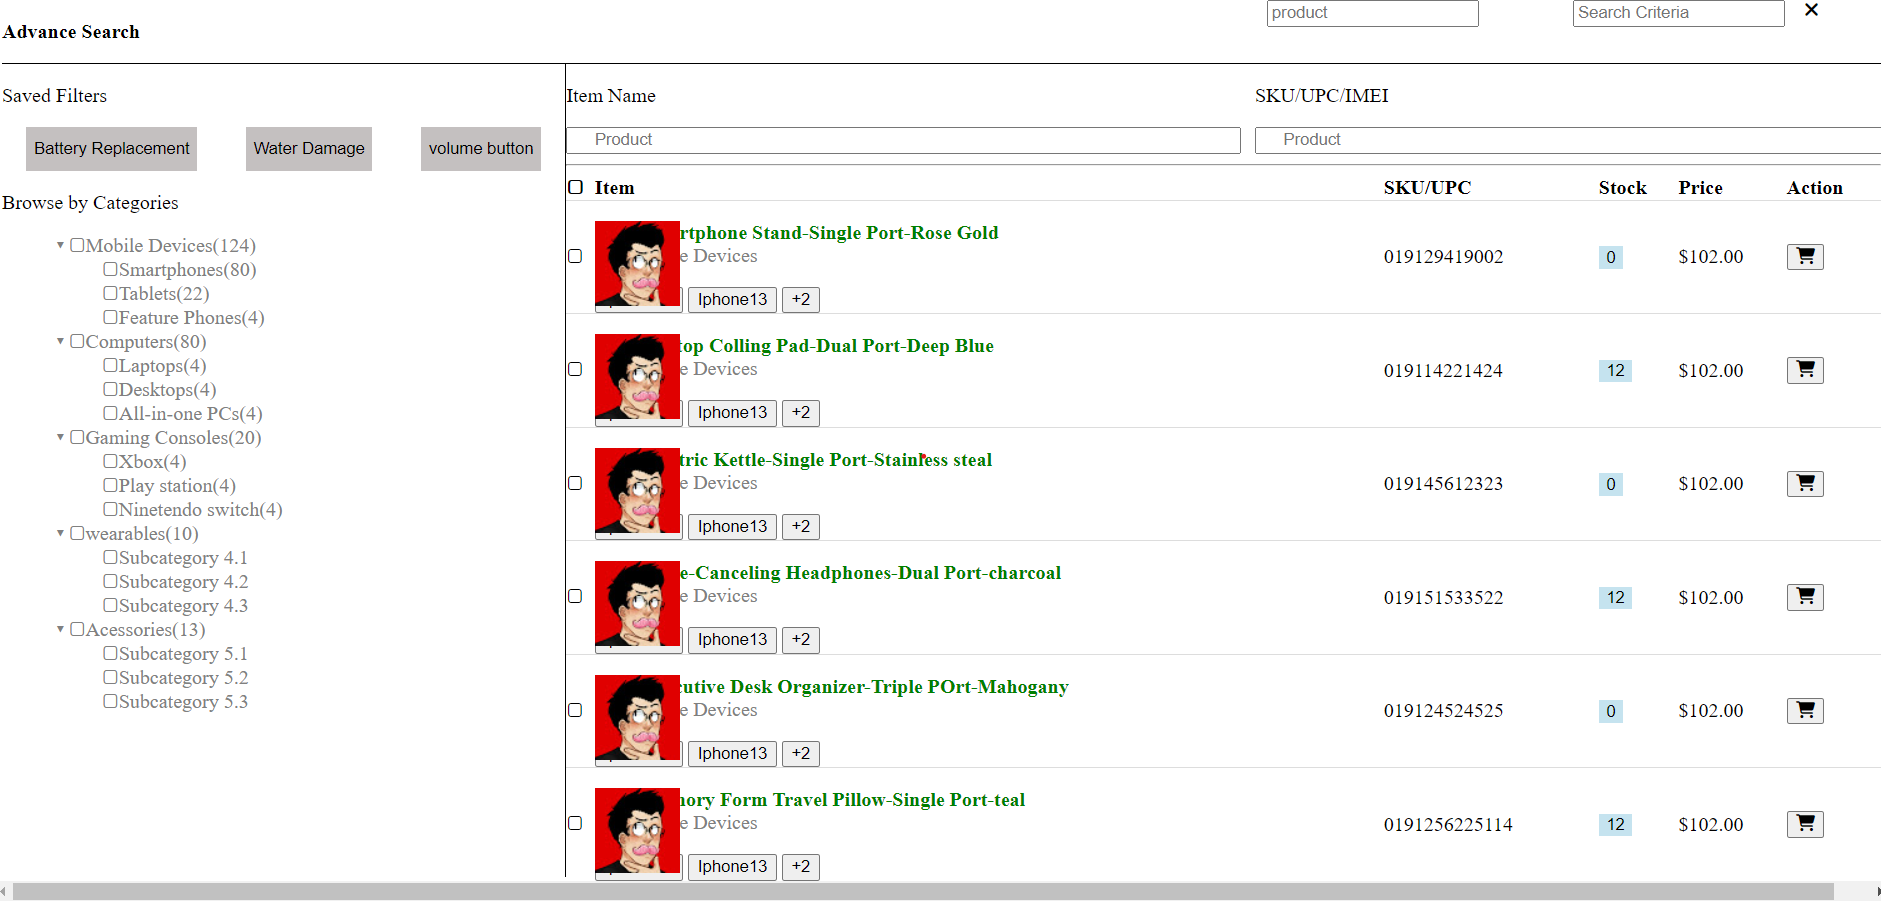 product Search Criteria ✕
Advance Search
Saved Filters
Battery Replacement Water Damage volume button
Browse by Categories
Mobile Devices(124)
Smartphones(80)
Tablets(22)
Feature Phones(4)
Computers(80)
Laptops(4)
Desktops(4)
All-in-one PCs(4)
Gaming Consoles(20)
Xbox(4)
Play station(4)
Ninetendo switch(4)
wearables(10)
Subcategory 4.1
Subcategory 4.2
Subcategory 4.3
Acessories(13)
Subcategory 5.1
Subcategory 5.2
Subcategory 5.3
Item Name SKU/UPC/IMEI
Product Product
Item SKU/UPC Stock Price Action
Stand-Single Port-Rose Gold
Devices
019129419002 0 $102.00
Iphone13 +2
Colling Pad-Dual Port-Deep Blue
Devices
019114221424 12 $102.00
Iphone13 +2
Kettle-Single Port-Stainless steal
Devices
019145612323 0 $102.00
Iphone13 +2
Canceling Headphones-Dual Port-charcoal
Devices
019151533522 12 $102.00
Iphone13 +2
Desk Organizer-Triple POrt-Mahogany
Devices
019124524525 0 $102.00
Iphone13 +2
Form Travel Pillow-Single Port-teal
Devices
0191256225114 12 $102.00
Iphone13 +2